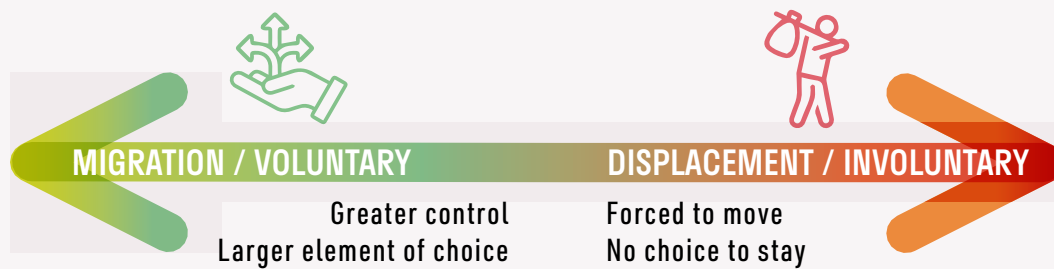 MIGRATION / VOLUNTARY
DISPLACEMENT / INVOLUNTARY
Greater control
Larger element of choice
Forced to move
No choice to stay